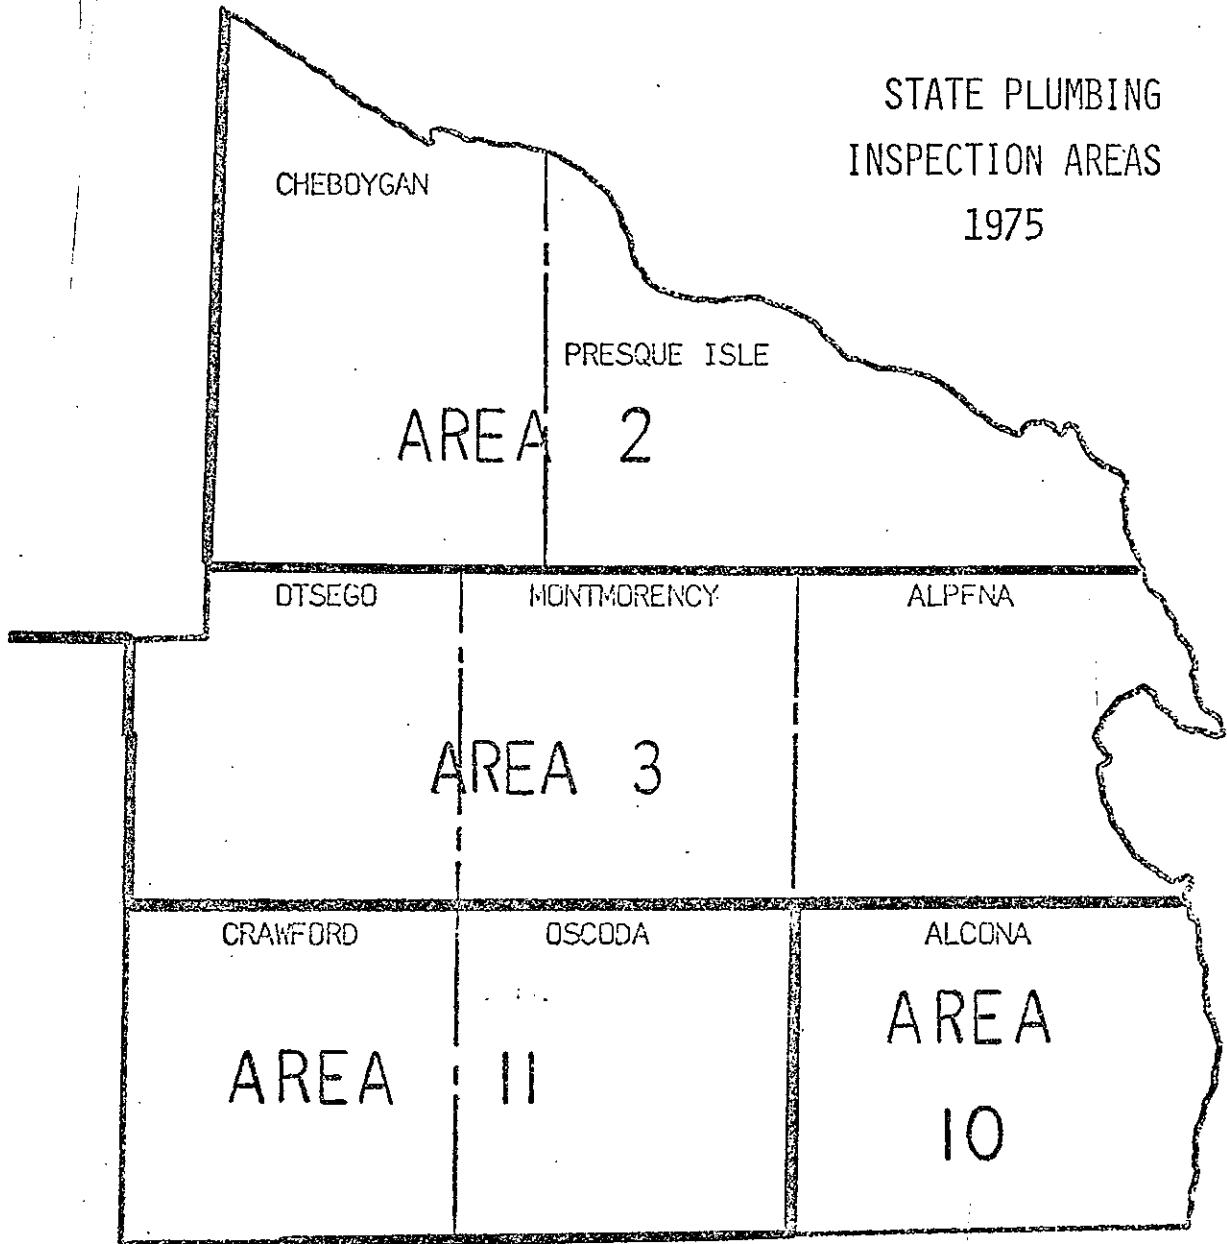 STATE PLUMBING
INSPECTION AREAS
1975
CHEBOYGAN
PRESQUE ISLE
AREA 2
OTSEGO
MONTMORENCY
ALPENA
AREA 3
CRAWFORD
OSCODA
ALCONA
AREA 11
AREA
10